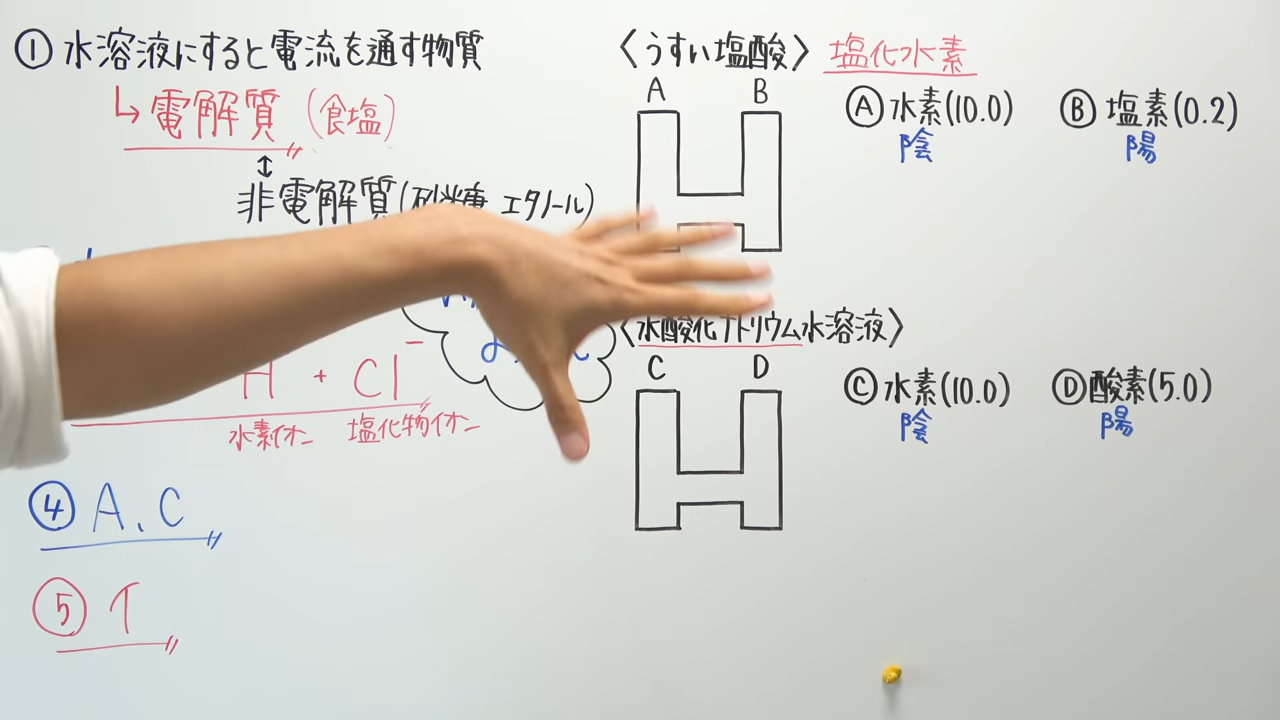 ① 水溶液にすると電流を通す物質
↳ 電解質 (食塩)
↕
非電解質(砂糖 エタノール)
H + Cl⁻
水素イオン 塩化物イオン
④ A、C
⑤ イ
〈うすい塩酸〉 塩化水素
A B
Ⓐ水素(10.0) Ⓑ 塩素(0.2)
陰 陽
〈水酸化ナトリウム水溶液〉
C D
Ⓒ水素(10.0) Ⓓ酸素(5.0)
陰 陽